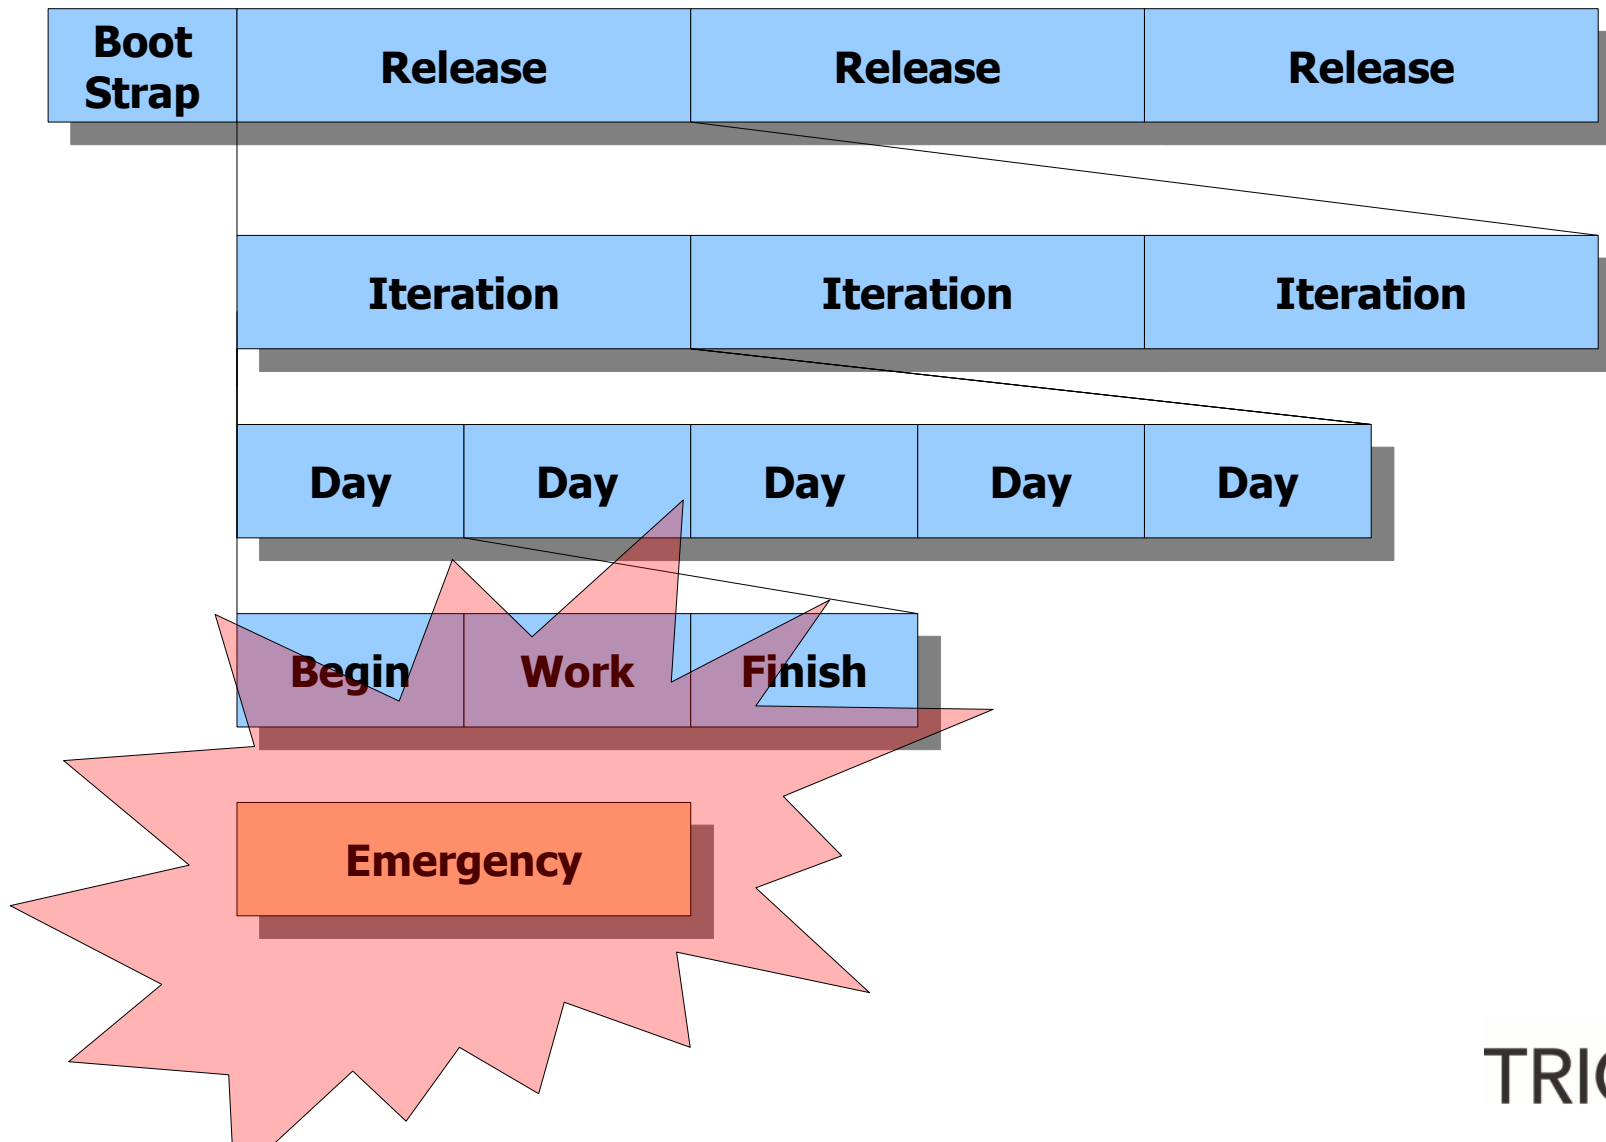 Boot
Strap
Release Release Release
Iteration Iteration Iteration
Day Day Day Day Day
Begin Work Finish
Emergency